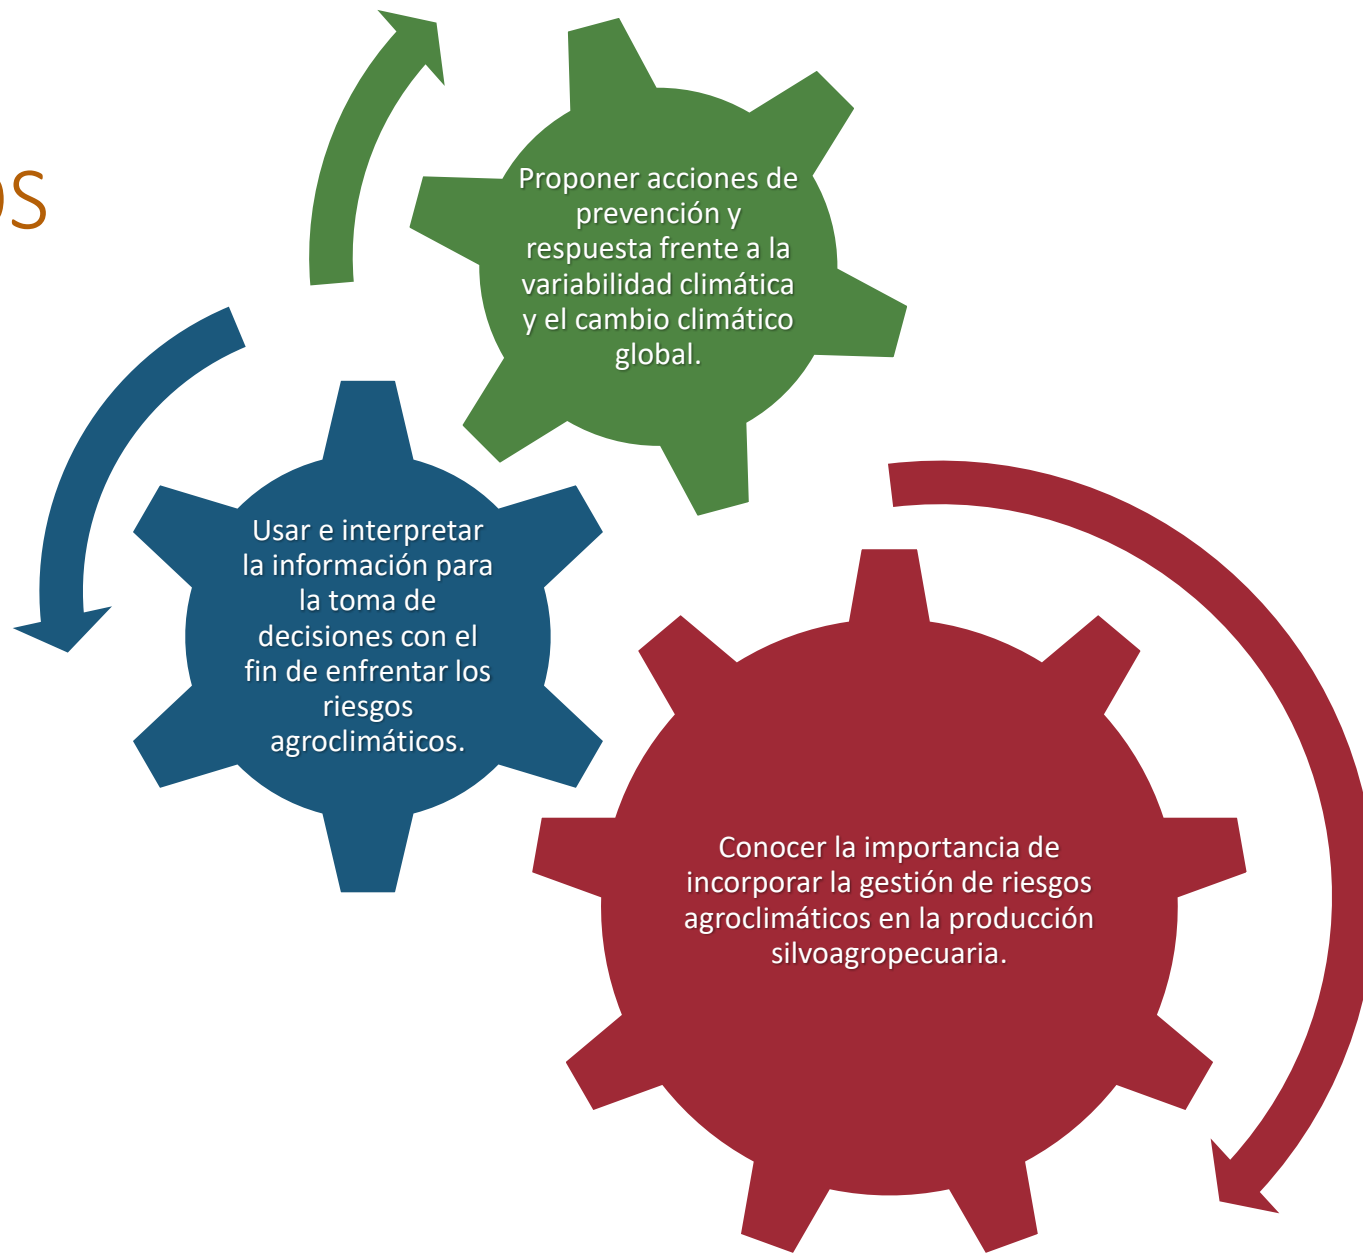 os
Proponer acciones de
prevención y
respuesta frente a la
variabilidad climática
y el cambio climático
global.
Usar e interpretar
la información para
la toma de
decisiones con el
fin de enfrentar los
riesgos
agroclimáticos.
Conocer la importancia de
incorporar la gestión de riesgos
agroclimáticos en la producción
silvoagropecuaria.